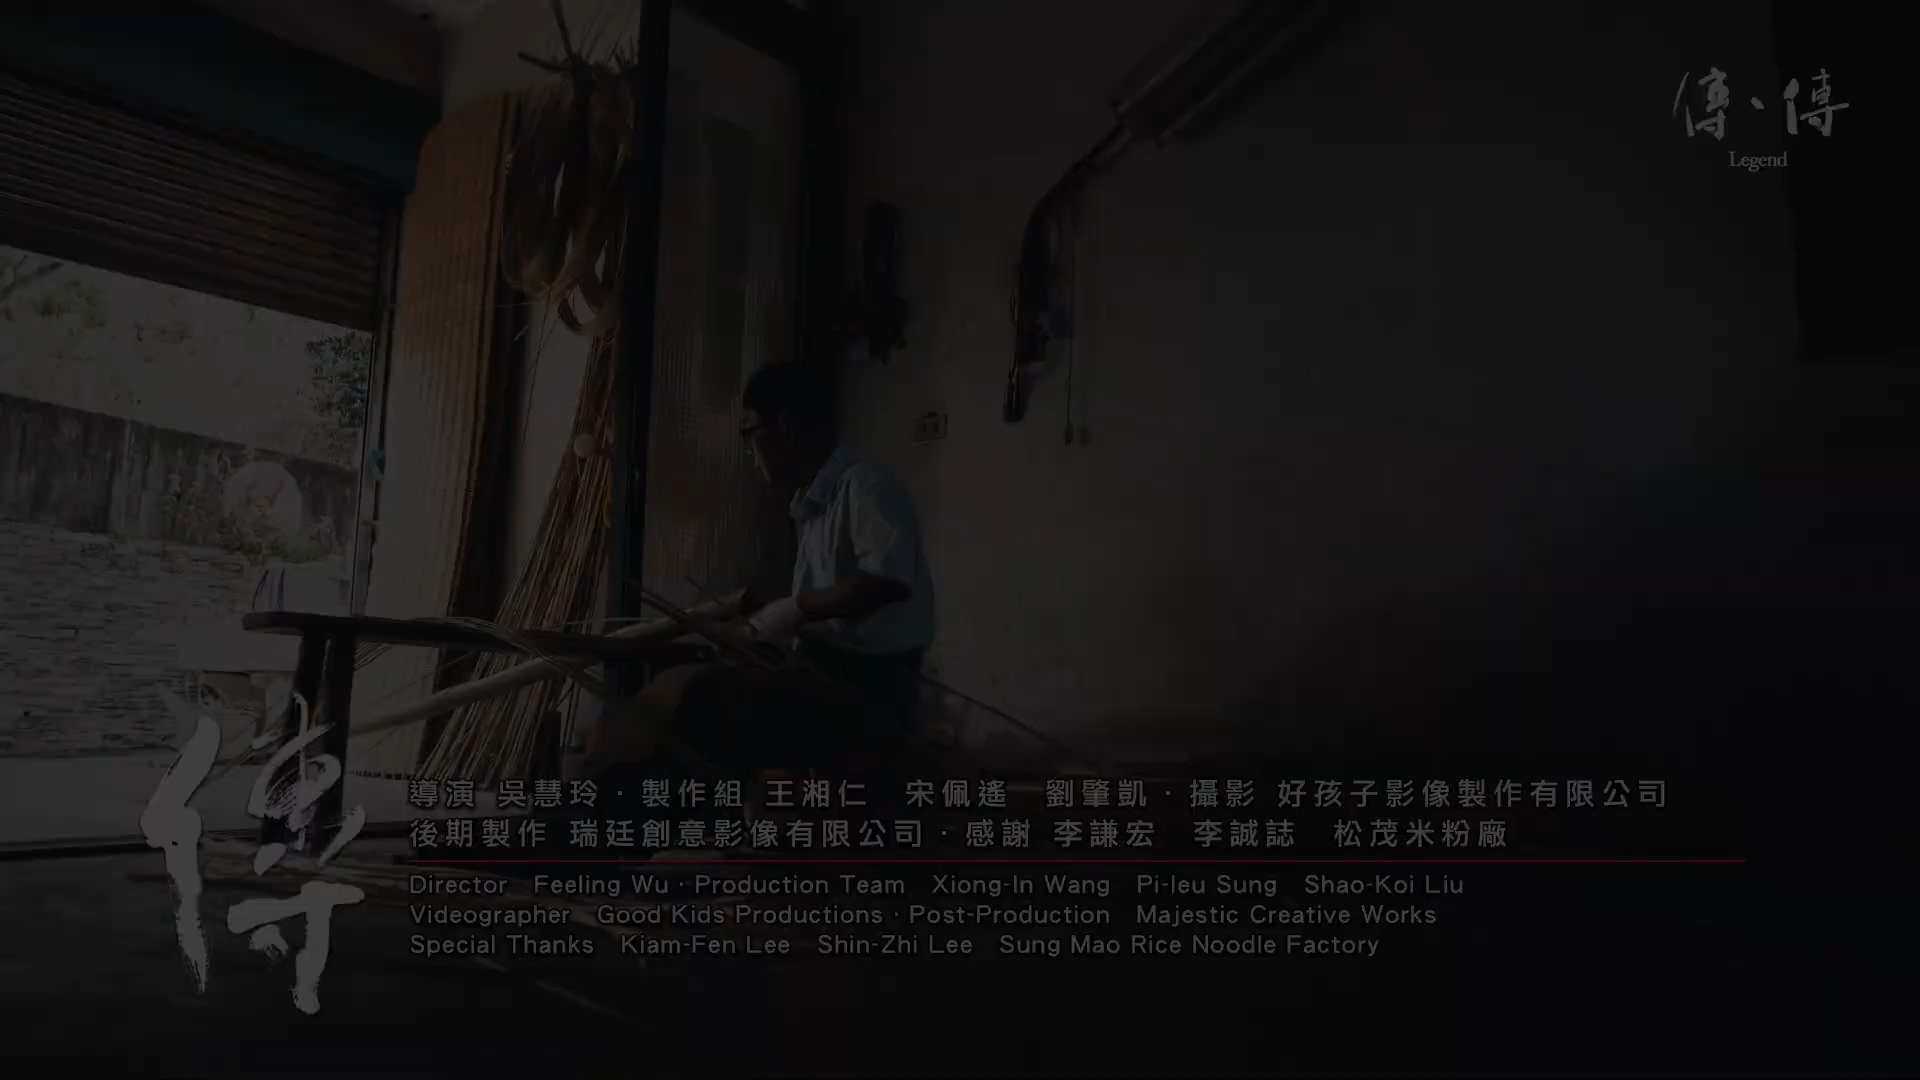 傳、傳
Legend
傳
導演 吳慧玲・製作組 王湘仁 宋佩遙 劉肇凱・攝影 好孩子影像製作有限公司
後期製作 瑞廷創意影像有限公司・感謝 李謙宏 李誠誌 松茂米粉廠
Director Feeling Wu · Production Team Xiong-In Wang Pi-Ieu Sung Shao-Koi Liu
Videographer Good Kids Productions · Post-Production Majestic Creative Works
Special Thanks Kiam-Fen Lee Shin-Zhi Lee Sung Mao Rice Noodle Factory